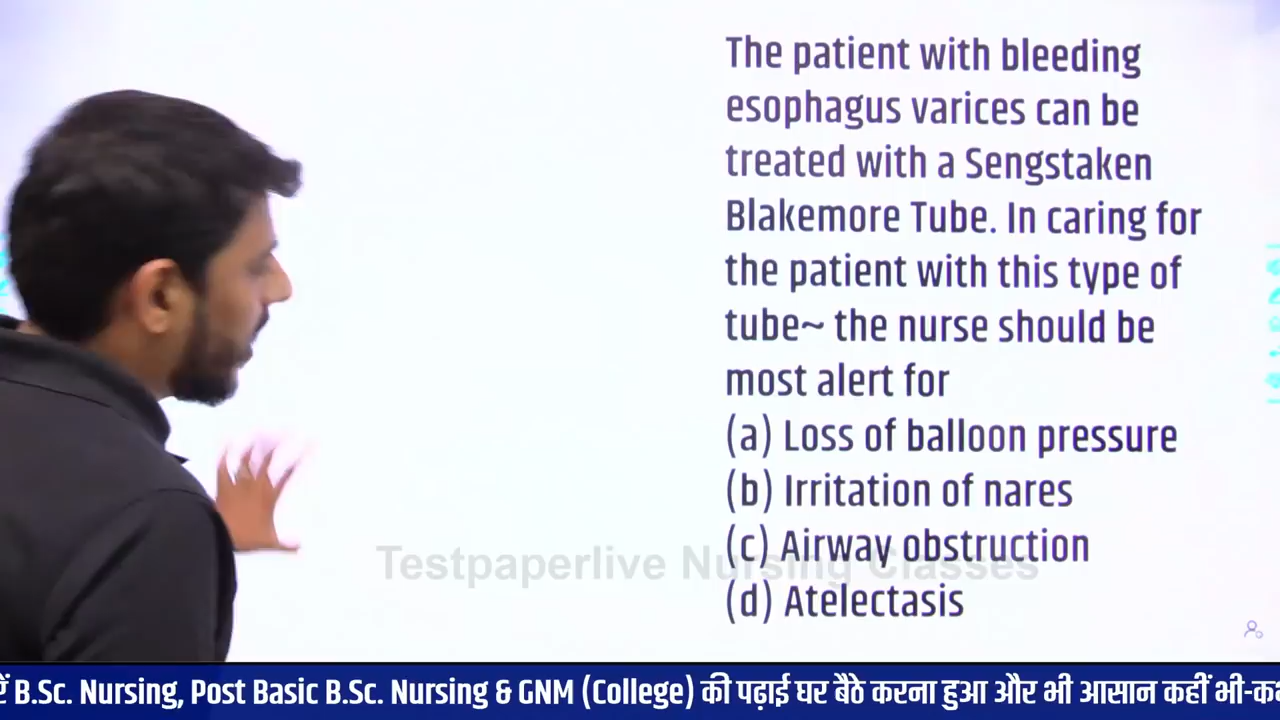 The patient with bleeding
esophagus varices can be
treated with a Sengstaken
Blakemore Tube. In caring for
the patient with this type of
tube~ the nurse should be
most alert for
(a) Loss of balloon pressure
(b) Irritation of nares
(c) Airway obstruction
(d) Atelectasis
Testpaperlive Nursing Classes
B.Sc. Nursing, Post Basic B.Sc. Nursing & GNM (College) की पढ़ाई घर बैठे करना हुआ और भी आसान कहीं भी-